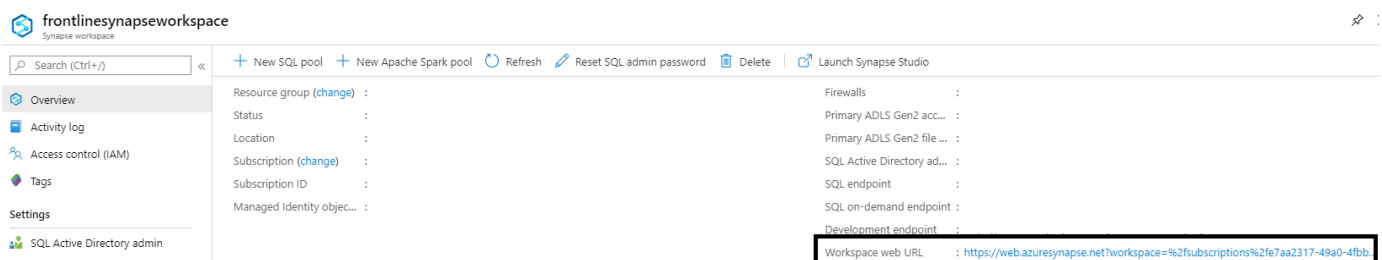 frontlinesynapseworkspace
Synapse workspace
Search (Ctrl+/)
«
+ New SQL pool + New Apache Spark pool Refresh Reset SQL admin password Delete Launch Synapse Studio
Overview
Activity log
Access control (IAM)
Tags
Settings
SQL Active Directory admin
Resource group (change) :
Status :
Location :
Subscription (change) :
Subscription ID :
Managed Identity objec... :
Firewalls :
Primary ADLS Gen2 acc... :
Primary ADLS Gen2 file ... :
SQL Active Directory ad... :
SQL endpoint :
SQL on-demand endpoint :
Development endpoint :
Workspace web URL : https://web.azuresynapse.net?workspace=%2fsubscriptions%2fe7aa2317-49a0-4fbb...